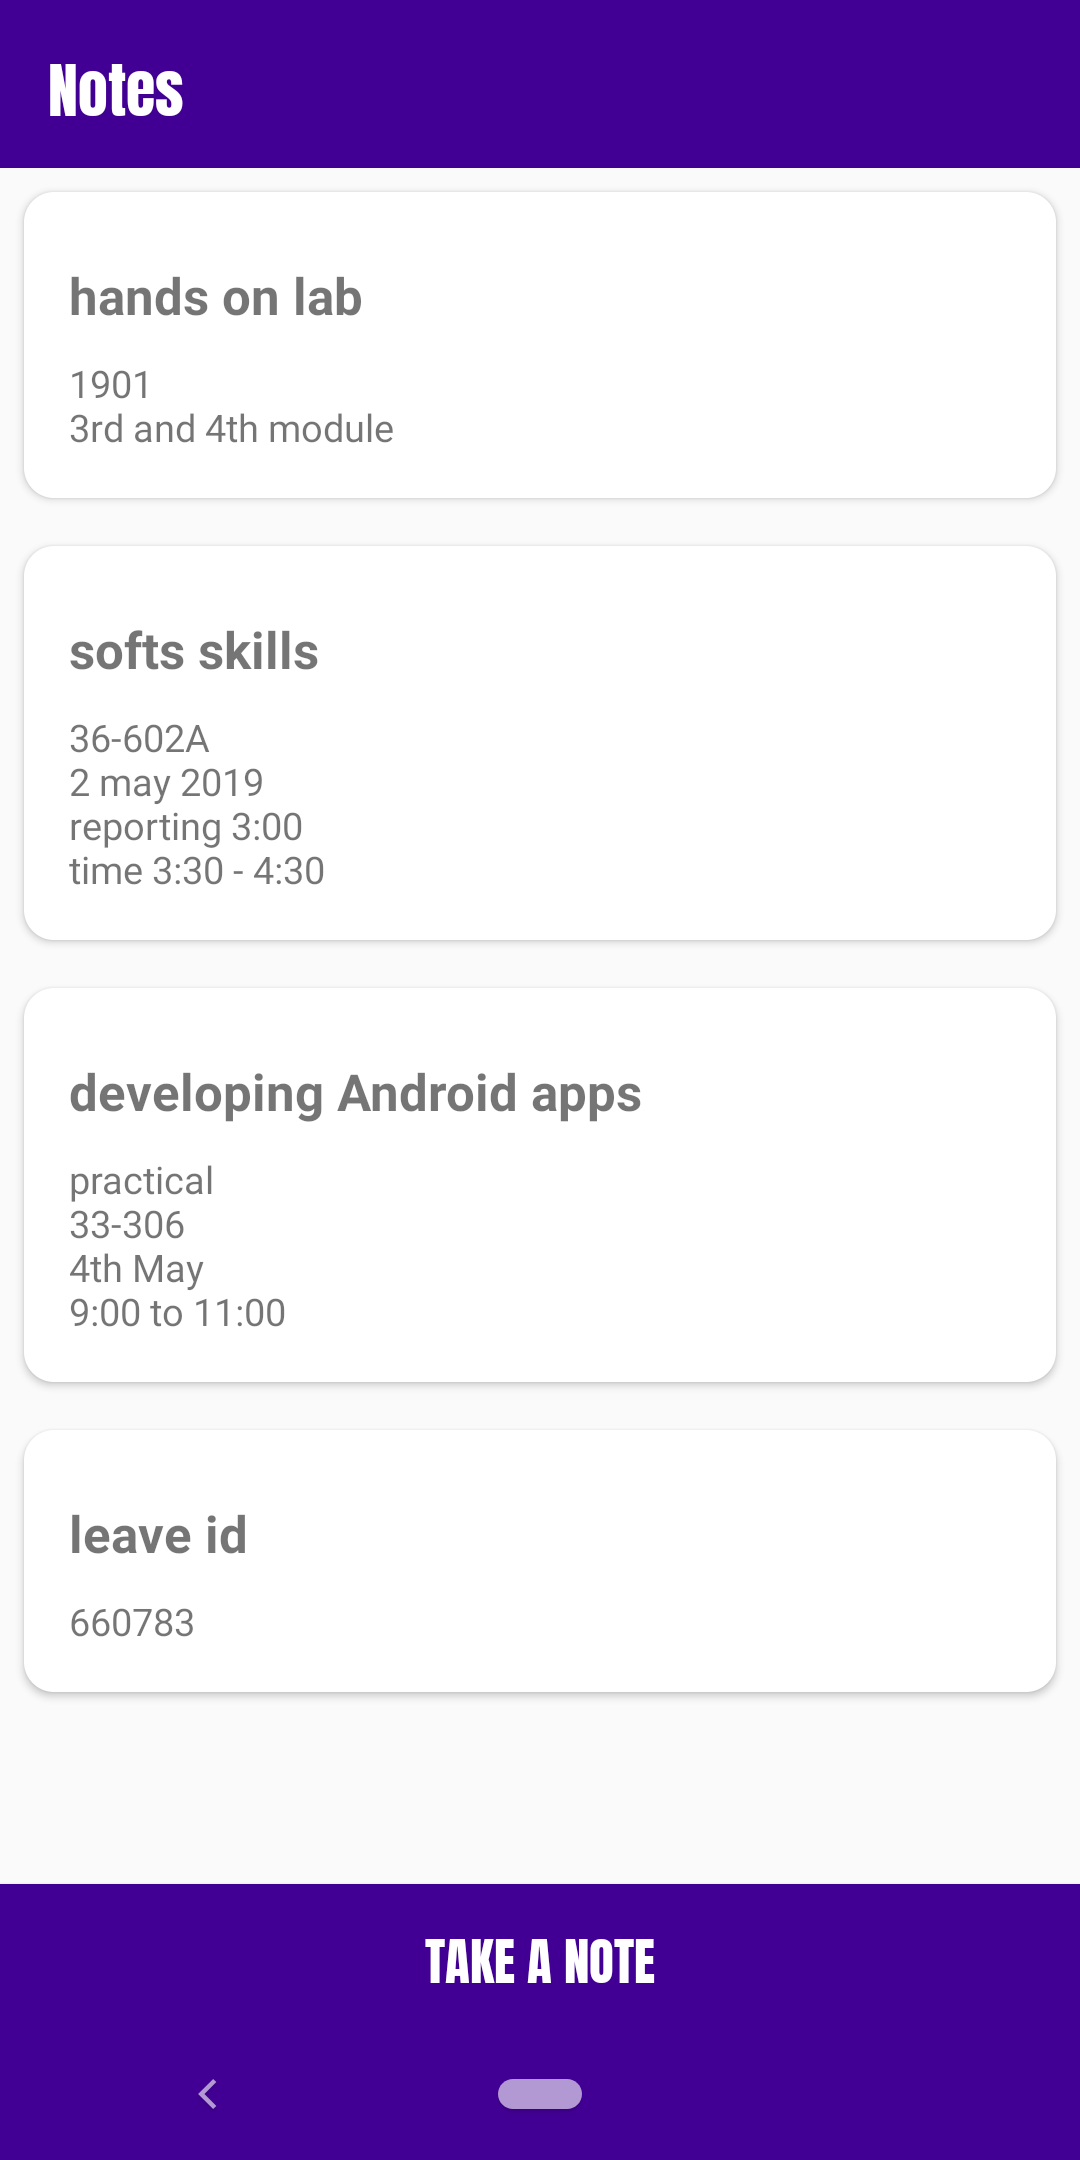 Notes
hands on lab
1901
3rd and 4th module
softs skills
36-602A
2 may 2019
reporting 3:00
time 3:30 - 4:30
developing Android apps
practical
33-306
4th May
9:00 to 11:00
leave id
660783
TAKE A NOTE